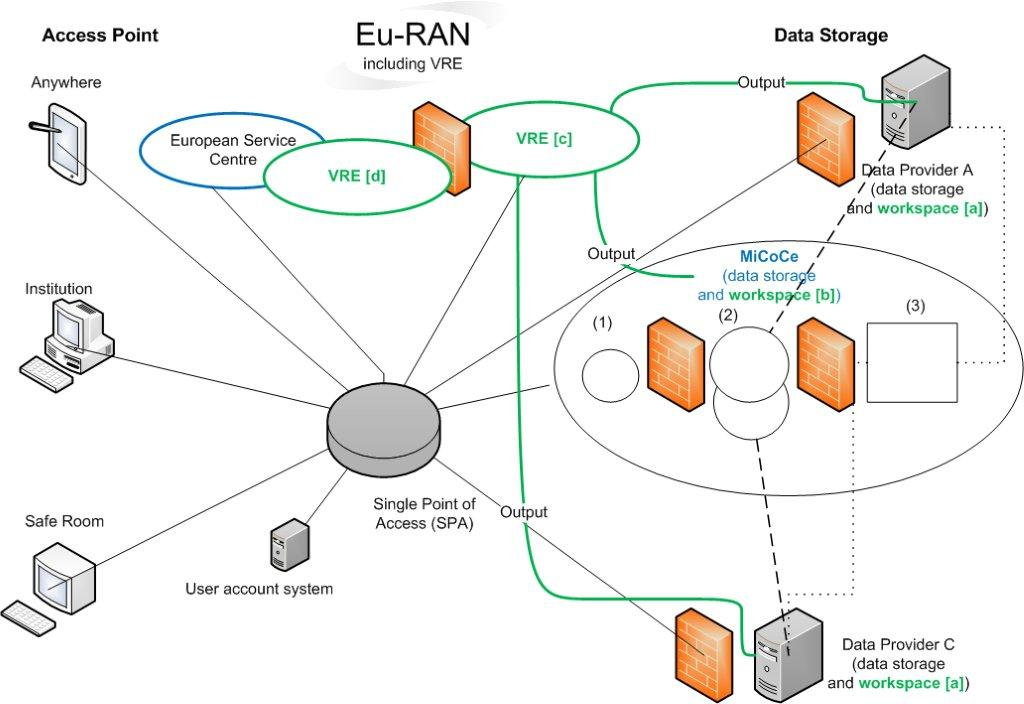 Access Point
Eu-RAN
including VRE
Data Storage
Anywhere
Output
European Service
Centre
VRE [d]
VRE [c]
Data Provider A
(data storage
and workspace [a])
Output
MiCoCe
(data storage
and workspace [b])
Institution
(1)
(2)
(3)
Single Point of
Access (SPA)
Output
Safe Room
User account system
Data Provider C
(data storage
and workspace [a])